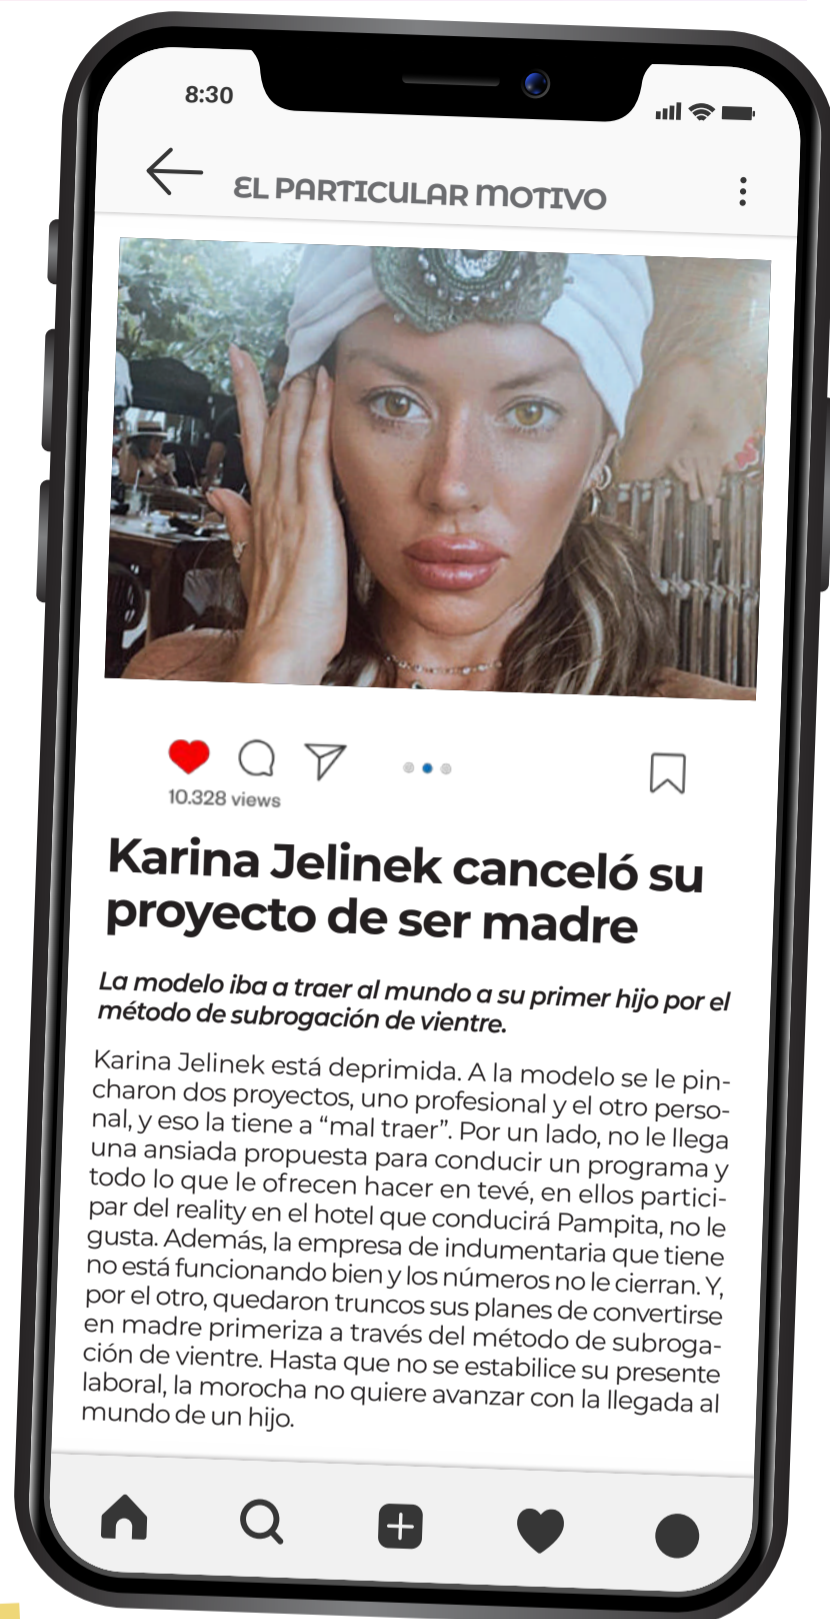 8:30
EL PARTICULAR MOTIVO
10.328 views
Karina Jelinek canceló su
proyecto de ser madre
La modelo iba a traer al mundo a su primer hijo por el
método de subrogación de vientre.
Karina Jelinek está deprimida. A la modelo se le pin-
charon dos proyectos, uno profesional y el otro perso-
nal, y eso la tiene a “mal traer”. Por un lado, no le llega
una ansiada propuesta para conducir un programa y
todo lo que le ofrecen hacer en tevé, en ellos partici-
par del reality en el hotel que conducirá Pampita, no le
gusta. Además, la empresa de indumentaria que tiene
no está funcionando bien y los números no le cierran. Y,
por el otro, quedaron truncos sus planes de convertirse
en madre primeriza a través del método de subroga-
ción de vientre. Hasta que no se estabilice su presente
laboral, la morocha no quiere avanzar con la llegada al
mundo de un hijo.